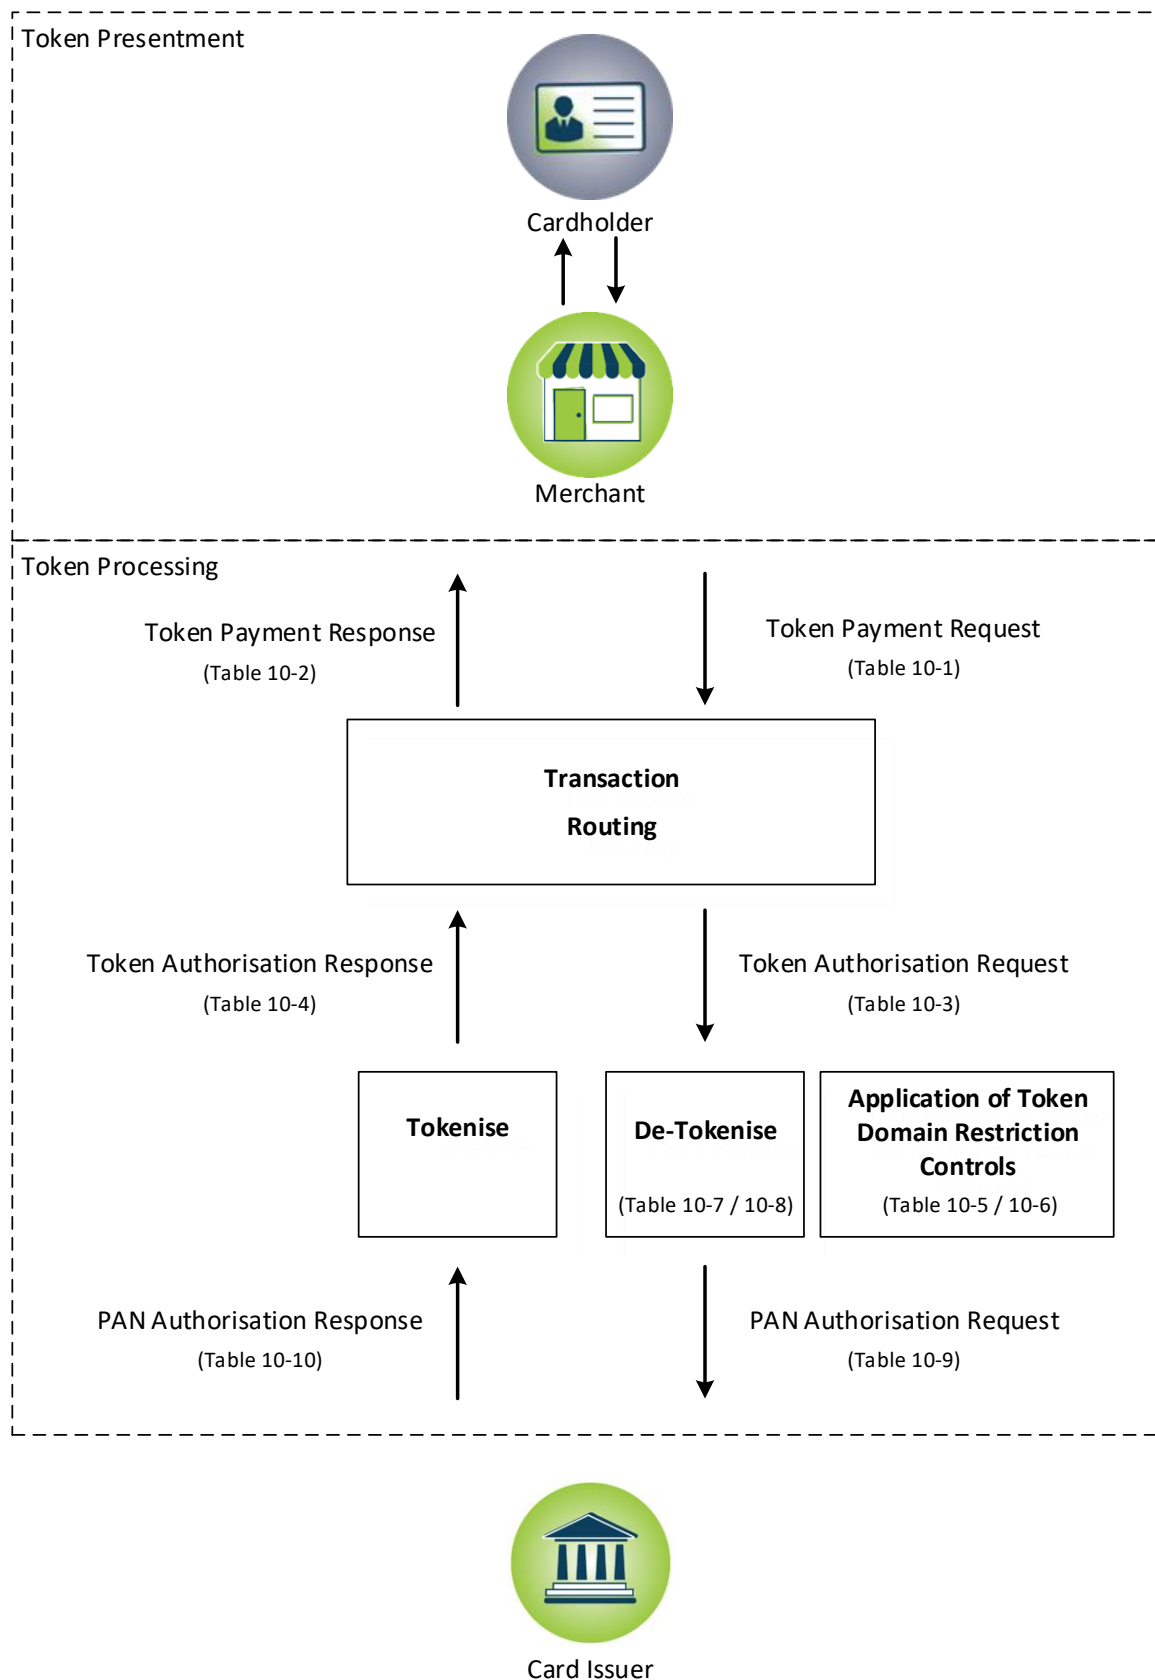 Token Presentment
Cardholder
Merchant
Token Processing
Token Payment Response
(Table 10-2)
Token Payment Request
(Table 10-1)
Transaction
Routing
Token Authorisation Response
(Table 10-4)
Token Authorisation Request
(Table 10-3)
Tokenise
De-Tokenise
(Table 10-7 / 10-8)
Application of Token
Domain Restriction
Controls
(Table 10-5 / 10-6)
PAN Authorisation Response
(Table 10-10)
PAN Authorisation Request
(Table 10-9)
Card Issuer